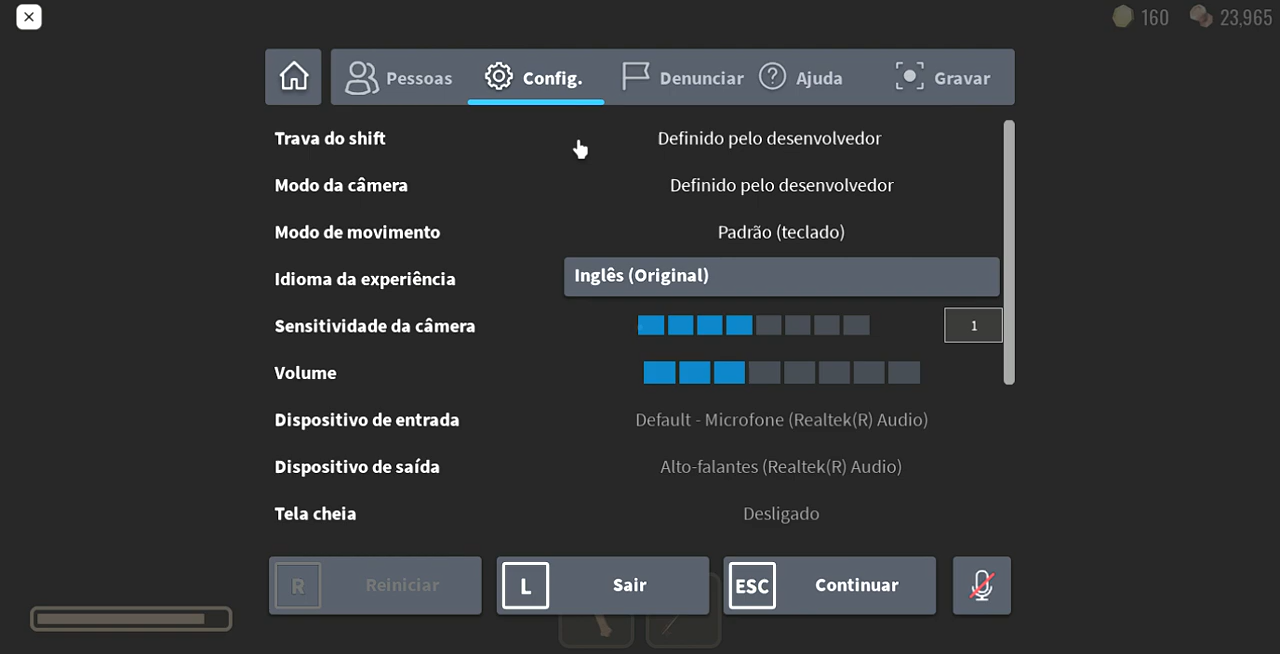 160 23,965
Pessoas Config. Denunciar Ajuda Gravar
Trava do shift Definido pelo desenvolvedor
Modo da câmera Definido pelo desenvolvedor
Modo de movimento Padrão (teclado)
Idioma da experiência Inglês (Original)
Sensitividade da câmera 1
Volume
Dispositivo de entrada Default - Microfone (Realtek(R) Audio)
Dispositivo de saída Alto-falantes (Realtek(R) Audio)
Tela cheia Desligado
R Reiniciar L Sair ESC Continuar